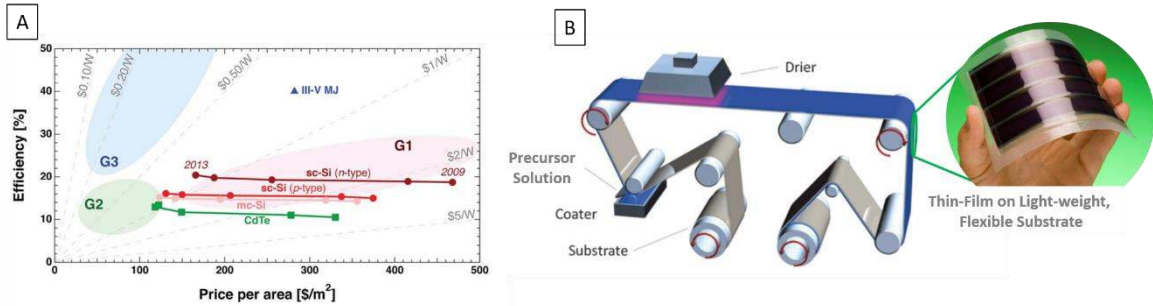 A
50
40
30
20
10
0
0
100
200
300
400
500
Efficiency [%]
Price per area [$/m²]
$0.10/W
$0.20/W
$0.50/W
$1/W
$2/W
$5/W
III-V MJ
G3
G1
G2
2013
sc-Si (n-type)
2009
sc-Si (p-type)
mc-Si
CdTe
B
Drier
Precursor
Solution
Coater
Substrate
Thin-Film on Light-weight,
Flexible Substrate